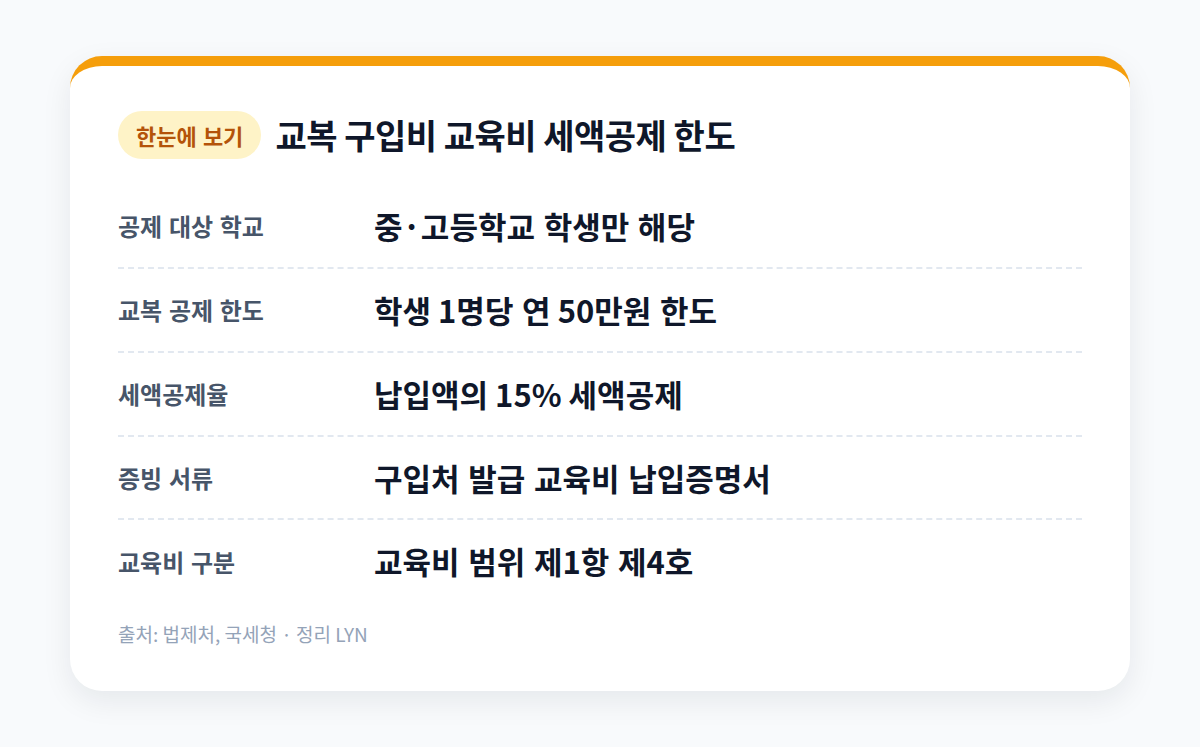 한눈에 보기 교복 구입비 교육비 세액공제 한도
공제 대상 학교 중·고등학교 학생만 해당
교복 공제 한도 학생 1명당 연 50만원 한도
세액공제율 납입액의 15% 세액공제
증빙 서류 구입처 발급 교육비 납입증명서
교육비 구분 교육비 범위 제1항 제4호
출처: 법제처, 국세청 · 정리 LYN